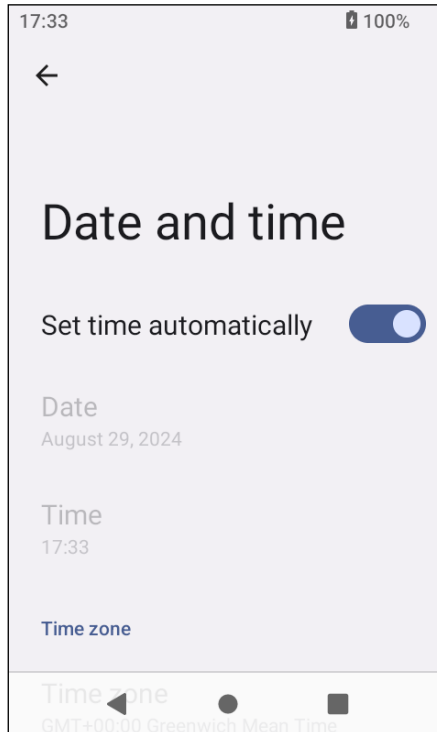 17:33 100%
Date and time
Set time automatically
Date
August 29, 2024
Time
17:33
Time zone
Time zone
GMT+00:00 Greenwich Mean Time